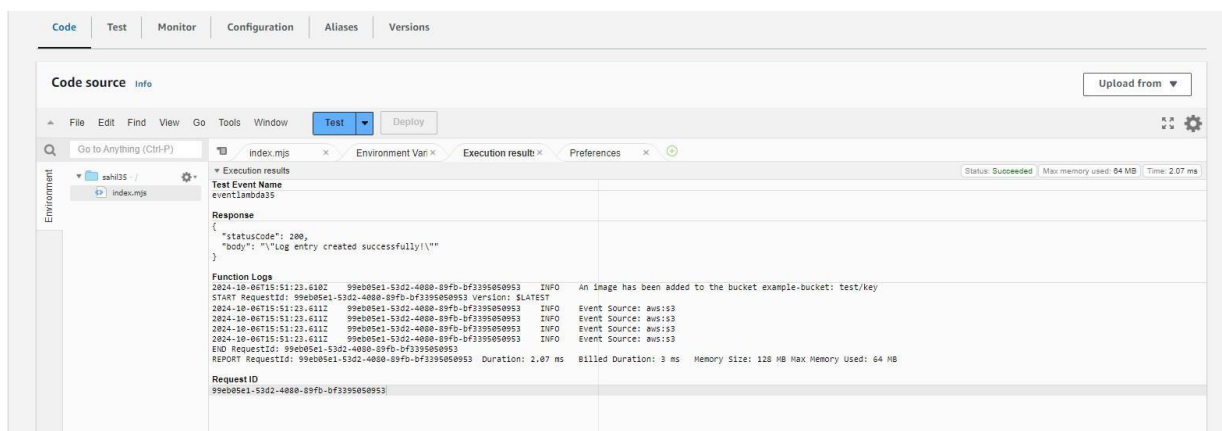 Code Test Monitor Configuration Aliases Versions
Code source Info
Upload from
File Edit Find View Go Tools Window Test Deploy
Go to Anything (Ctrl-P)
index.mjs Environment Vari Execution results Preferences
Environment
sahil35 - /
index.mjs
Execution results
Status: Succeeded Max memory used: 64 MB Time: 2.07 ms
Test Event Name
eventlambda35
Response
{
"statusCode": 200,
"body": "\"Log entry created successfully!\""
}
Function Logs
2024-10-06T15:51:23.610Z 99eb05e1-53d2-4080-89fb-bf3395050953 INFO An image has been added to the bucket example-bucket: test/key
START RequestId: 99eb05e1-53d2-4080-89fb-bf3395050953 Version: $LATEST
2024-10-06T15:51:23.611Z 99eb05e1-53d2-4080-89fb-bf3395050953 INFO Event Source: aws:s3
2024-10-06T15:51:23.611Z 99eb05e1-53d2-4080-89fb-bf3395050953 INFO Event Source: aws:s3
2024-10-06T15:51:23.611Z 99eb05e1-53d2-4080-89fb-bf3395050953 INFO Event Source: aws:s3
2024-10-06T15:51:23.611Z 99eb05e1-53d2-4080-89fb-bf3395050953 INFO Event Source: aws:s3
END RequestId: 99eb05e1-53d2-4080-89fb-bf3395050953
REPORT RequestId: 99eb05e1-53d2-4080-89fb-bf3395050953 Duration: 2.07 ms Billed Duration: 3 ms Memory Size: 128 MB Max Memory Used: 64 MB
Request ID
99eb05e1-53d2-4080-89fb-bf3395050953